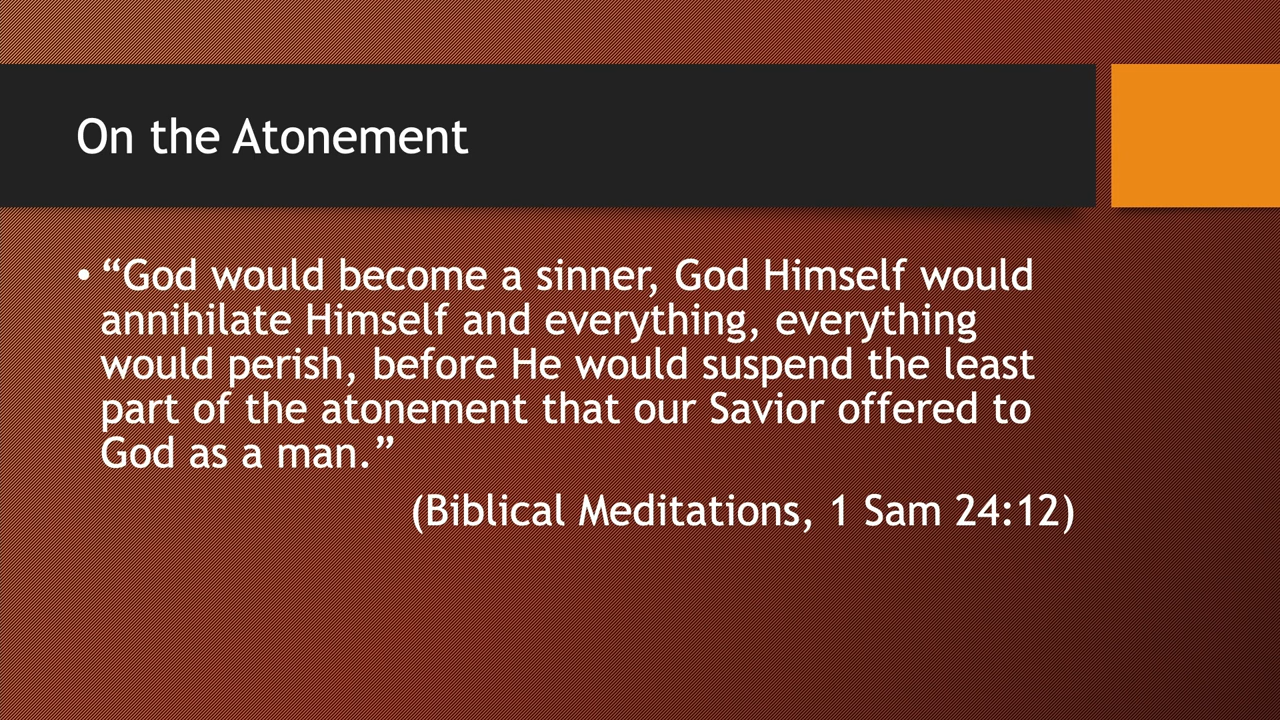 On the Atonement
• “God would become a sinner, God Himself would
annihilate Himself and everything, everything
would perish, before He would suspend the least
part of the atonement that our Savior offered to
God as a man.”
(Biblical Meditations, 1 Sam 24:12)